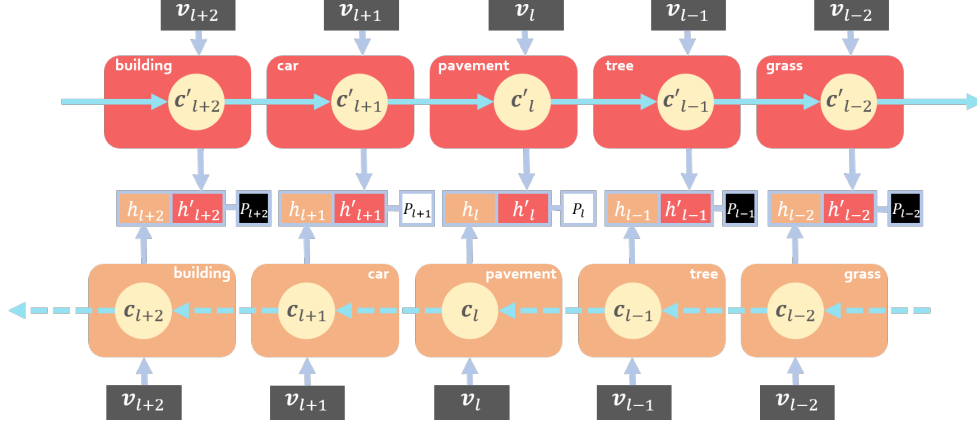 v_{l+2} v_{l+1} v_l v_{l-1} v_{l-2}
building car pavement tree grass
c'_{l+2} c'_{l+1} c'_l c'_{l-1} c'_{l-2}
h_{l+2} h'_{l+2} P_{l+2} h_{l+1} h'_{l+1} P_{l+1} h_l h'_l P_l h_{l-1} h'_{l-1} P_{l-1} h_{l-2} h'_{l-2} P_{l-2}
building car pavement tree grass
c_{l+2} c_{l+1} c_l c_{l-1} c_{l-2}
v_{l+2} v_{l+1} v_l v_{l-1} v_{l-2}